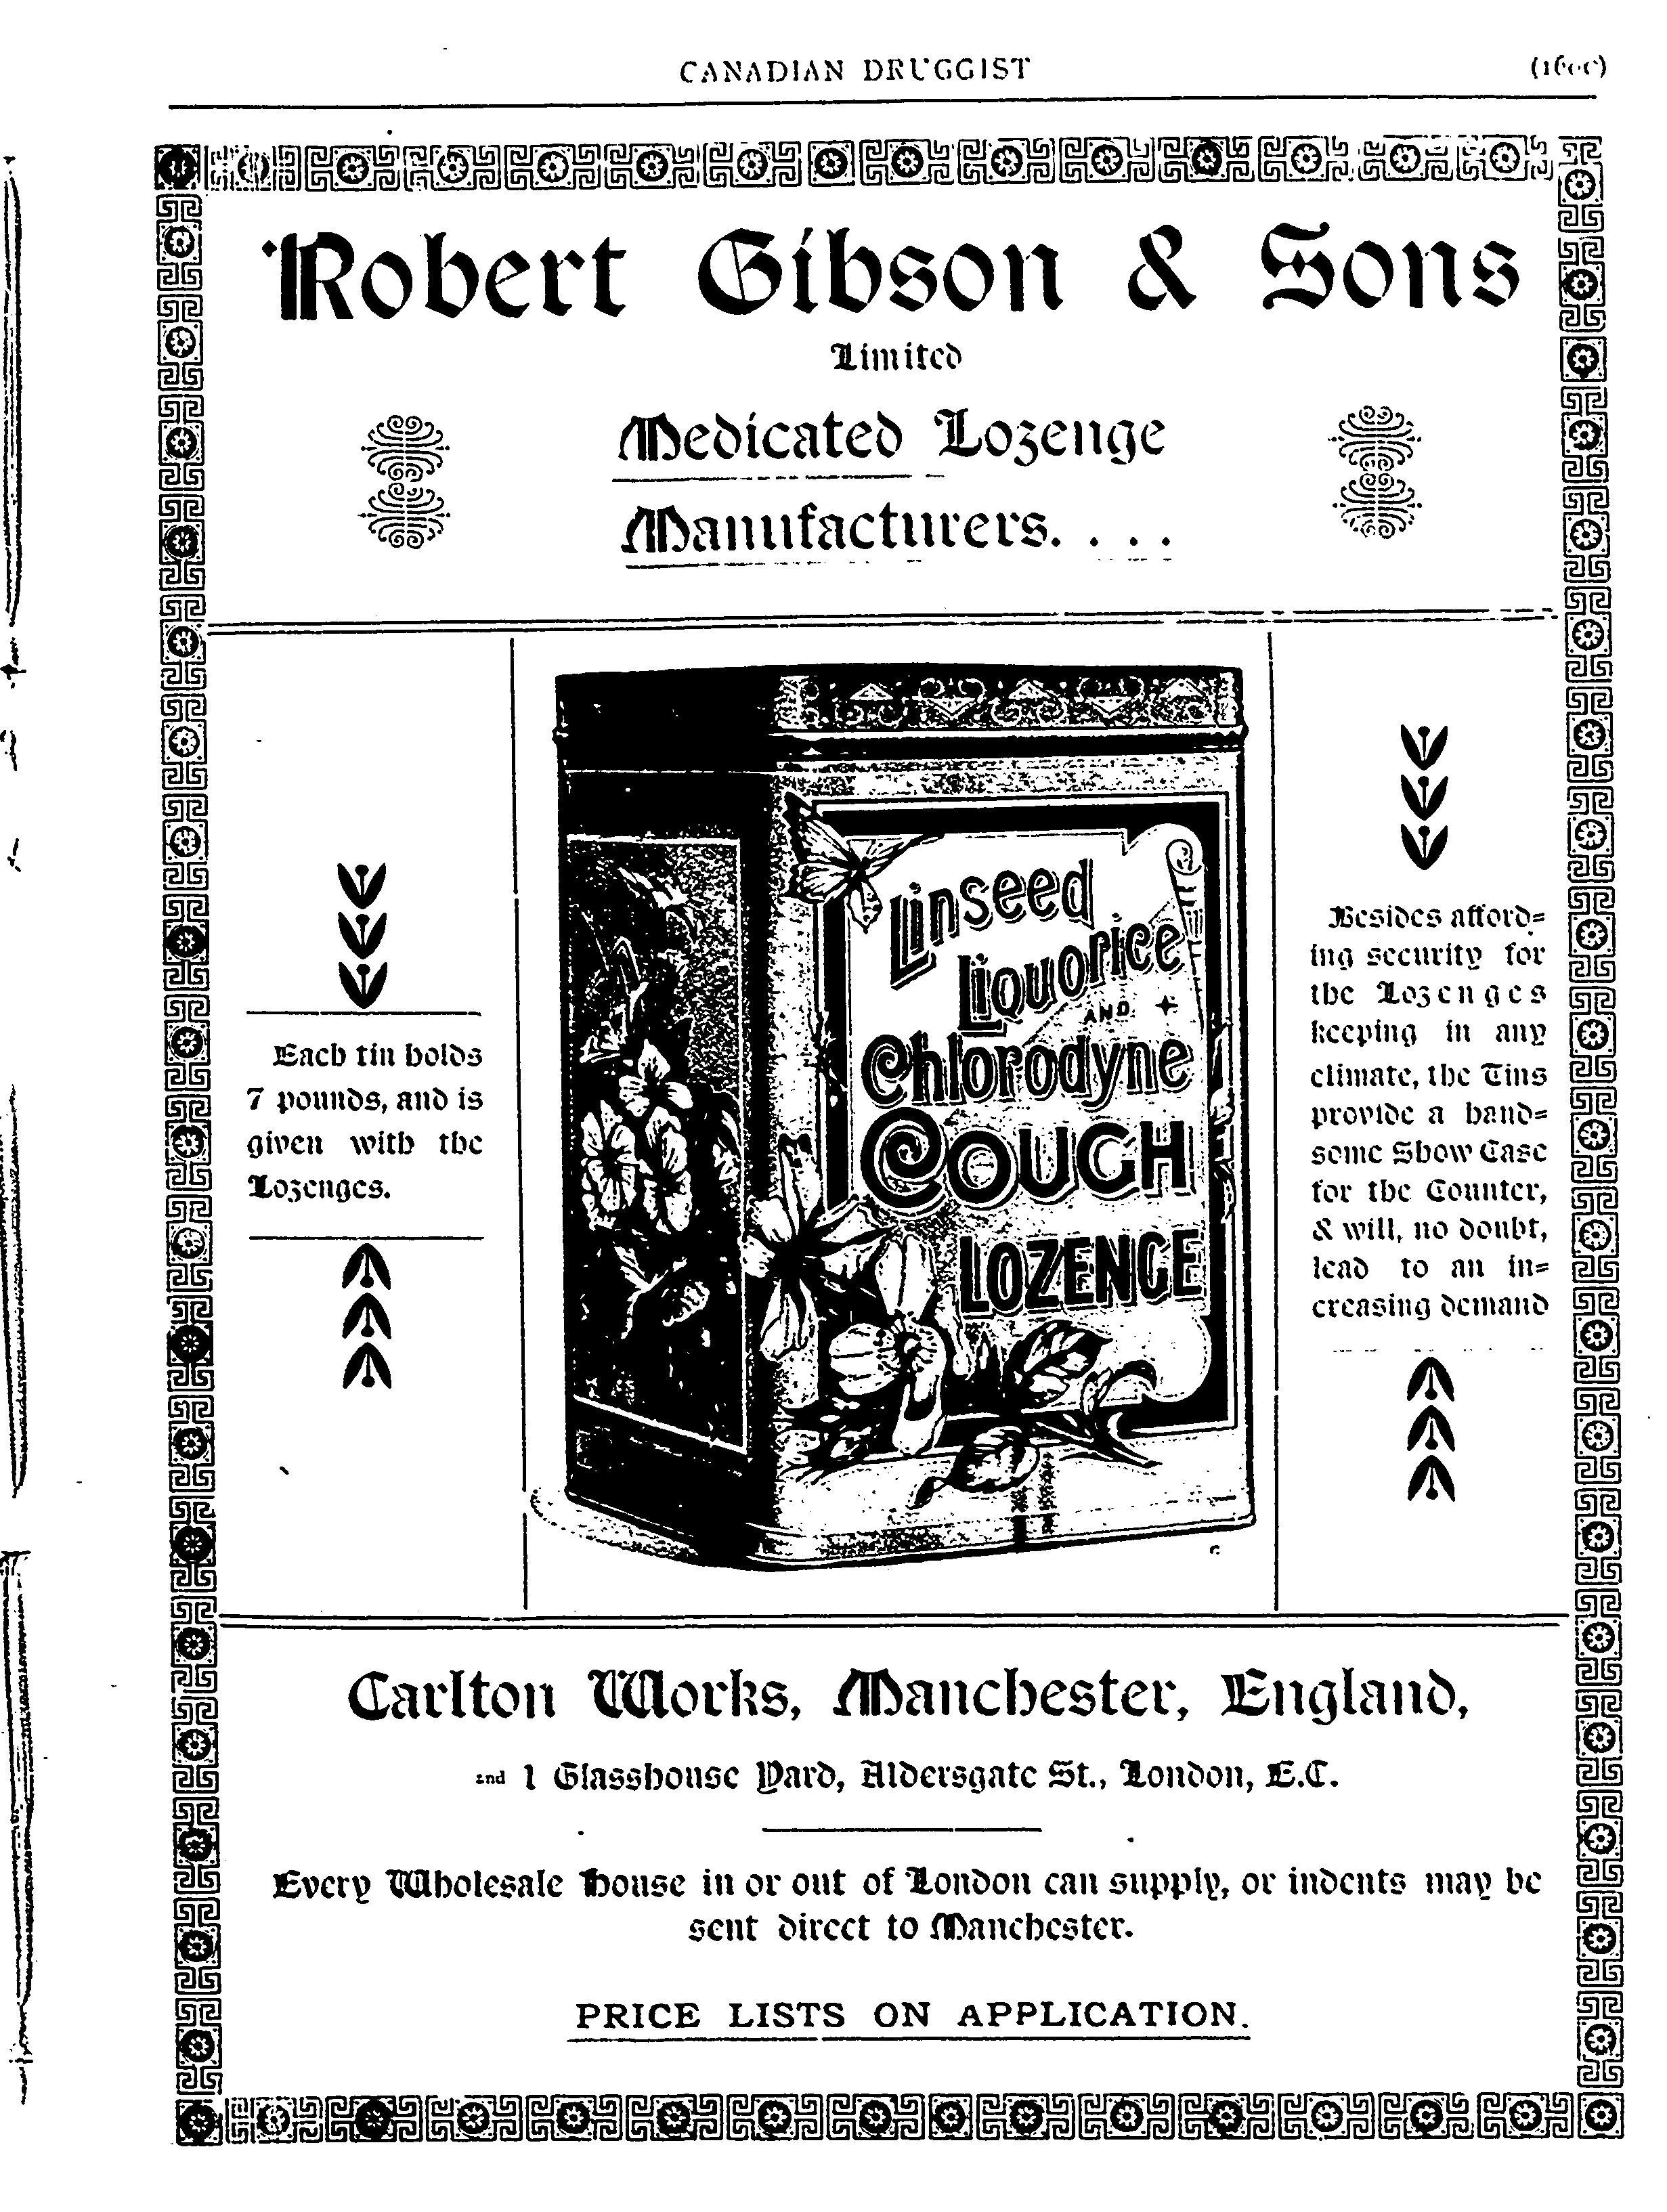 CANADIAN DRUGGIST
Robert Gibson & Sons
Limited
Medicated Lozenge
Manufacturers. . . .
Each tin holds
7 pounds, and is
given with the
Lozenges.
Linseed
Liquorice
AND
Chlorodyne
COUGH
LOZENGE
Besides afford=
ing security for
the Lozenges
keeping in any
climate, the Tins
provide a hand=
some Show Case
for the Counter,
& will, no doubt,
lead to an in=
creasing demand
Carlton Works, Manchester, England,
and 1 Glasshouse Yard, Aldersgate St., London, E.C.
Every Wholesale House in or out of London can supply, or indents may be
sent direct to Manchester.
PRICE LISTS ON APPLICATION.